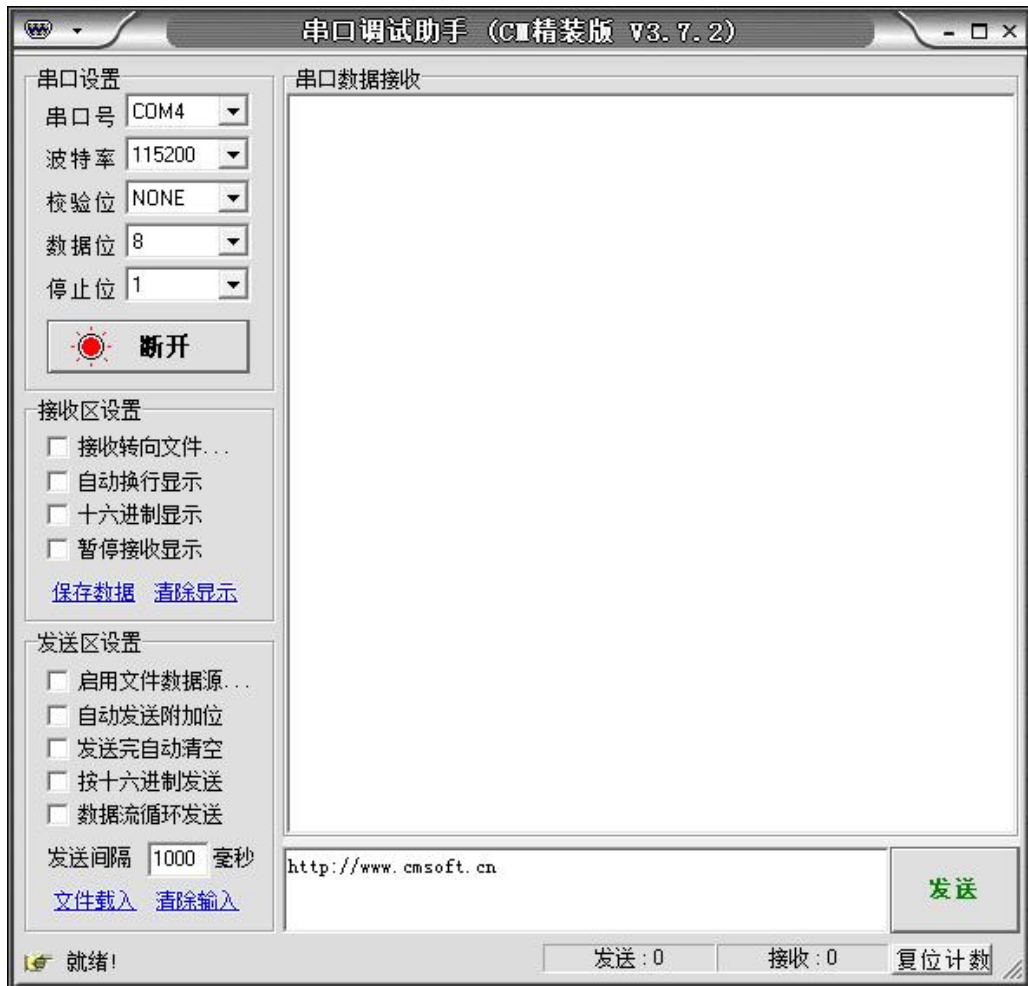 串口调试助手 (CM精装版 V3.7.2)
串口设置
串口号 COM4
波特率 115200
校验位 NONE
数据位 8
停止位 1
断开
接收区设置
接收转向文件...
自动换行显示
十六进制显示
暂停接收显示
保存数据 清除显示
发送区设置
启用文件数据源...
自动发送附加位
发送完自动清空
按十六进制发送
数据流循环发送
发送间隔 1000 毫秒
文件载入 清除输入
串口数据接收
http://www.cmsoft.cn
发送
就绪!
发送:0
接收:0
复位计数